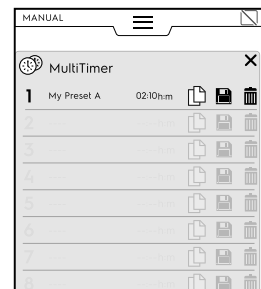 MANUAL
MultiTimer
1 My Preset A 02:10h:m
2 ---- --:--h:m
3 ---- --:--h:m
4 ---- --:--h:m
5 ---- --:--h:m
6 ---- --:--h:m
7 ---- --:--h:m
8